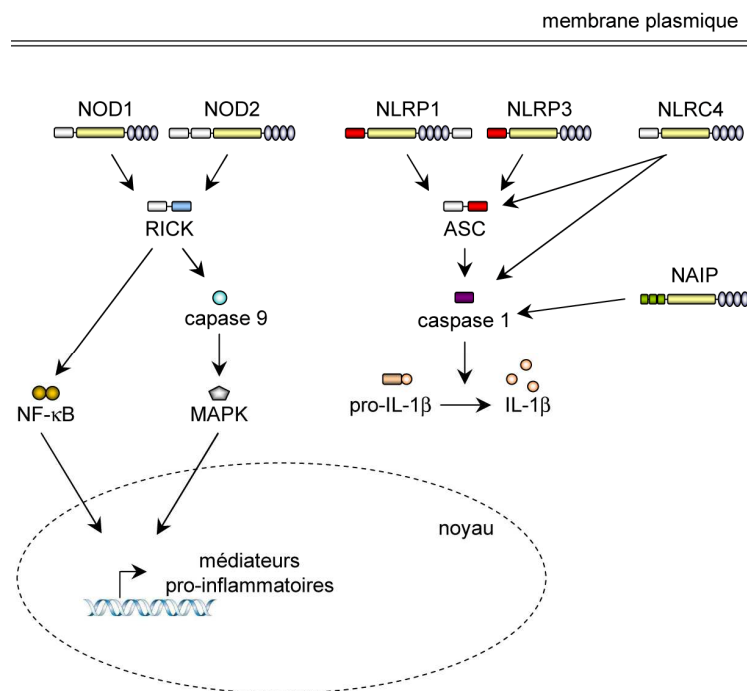 membrane plasmique
NOD1 NOD2 NLRP1 NLRP3 NLRC4
RICK ASC
NAIP
capase 9 caspase 1
NF-κB MAPK pro-IL-1β IL-1β
noyau
médiateurs
pro-inflammatoires